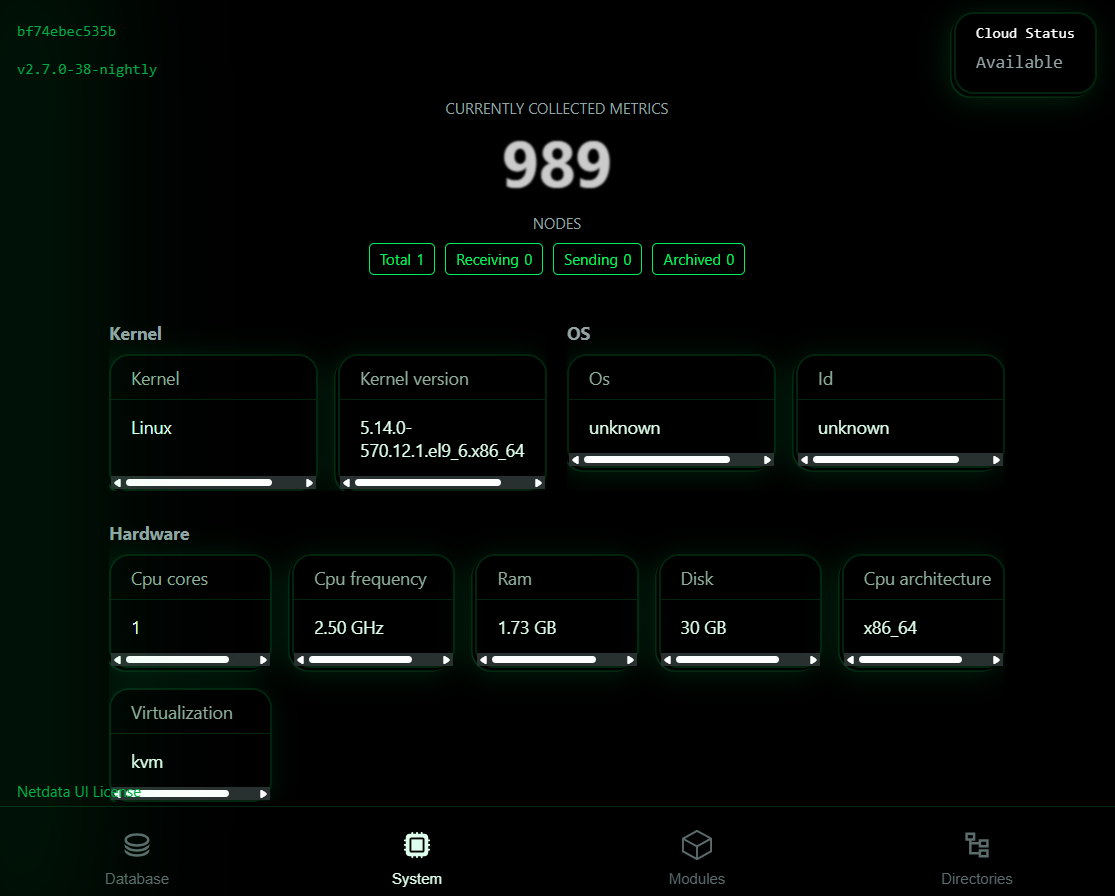 bf74ebec535b
v2.7.0-38-nightly
Cloud Status
Available
CURRENTLY COLLECTED METRICS
989
NODES
Total 1
Receiving 0
Sending 0
Archived 0
Kernel
Kernel
Linux
Kernel version
5.14.0-
570.12.1.el9_6.x86_64
OS
Os
unknown
Id
unknown
Hardware
Cpu cores
1
Cpu frequency
2.50 GHz
Ram
1.73 GB
Disk
30 GB
Cpu architecture
x86_64
Virtualization
kvm
Netdata UI License
Database
System
Modules
Directories